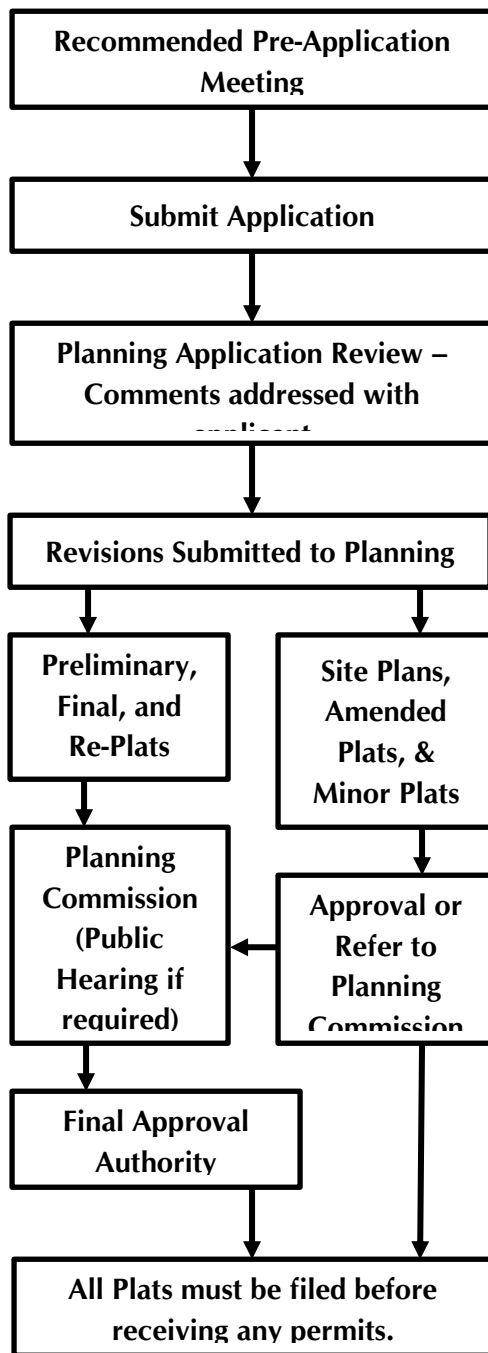 Recommended Pre-Application
Meeting
Submit Application
Planning Application Review –
Comments addressed with
applicant
Revisions Submitted to Planning
Preliminary,
Final, and
Re-Plats
Site Plans,
Amended
Plats, &
Minor Plats
Planning
Commission
(Public
Hearing if
required)
Approval or
Refer to
Planning
Commission
Final Approval
Authority
All Plats must be filed before
receiving any permits.